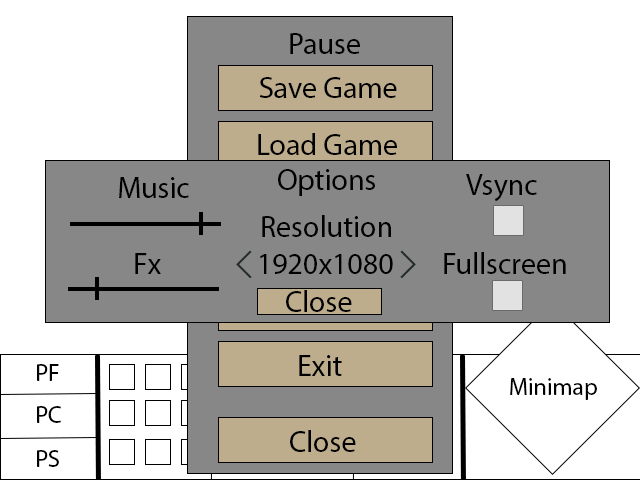 Pause
Save Game
Load Game
Options
Music
Vsync
Resolution
Fx
1920x1080
Fullscreen
Close
Exit
Close
PF
PC
PS
Minimap